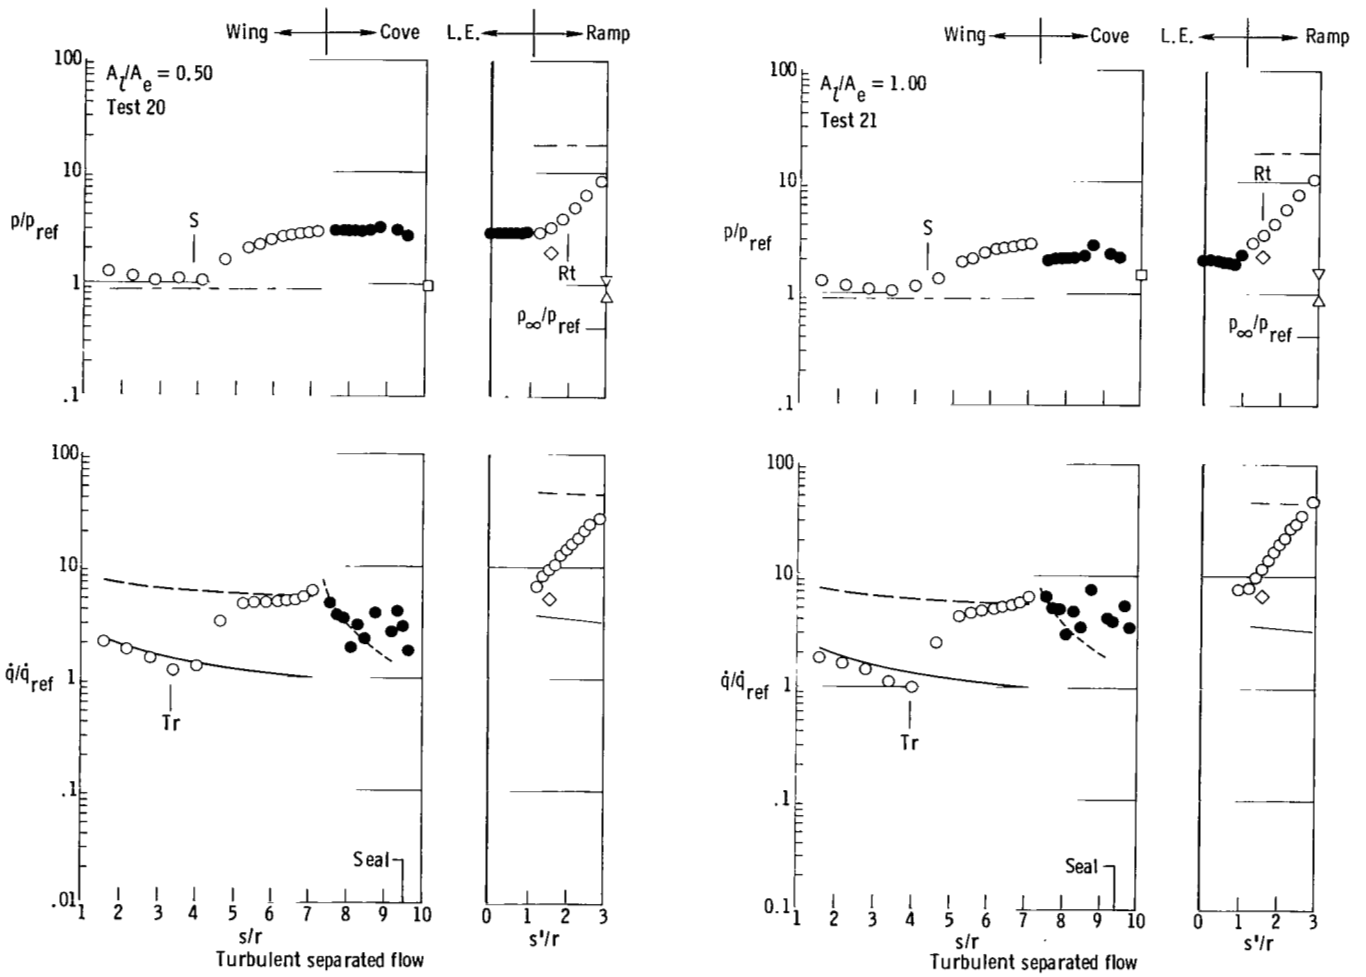 Wing Cove L.E. Ramp
A_l/A_e = 0.50
Test 20
100
10
1
.1
p/p_ref
S
Rt
p_∞/p_ref
100
10
1
.1
.01
q̇/q̇_ref
Tr
Seal
1 2 3 4 5 6 7 8 9 10
s/r
0 1 2 3
s'/r
Turbulent separated flow
Wing Cove L.E. Ramp
A_l/A_e = 1.00
Test 21
100
10
1
.1
p/p_ref
S
Rt
p_∞/p_ref
100
10
1
.1
0.1
q̇/q̇_ref
Tr
Seal
1 2 3 4 5 6 7 8 9 10
s/r
0 1 2 3
s'/r
Turbulent separated flow